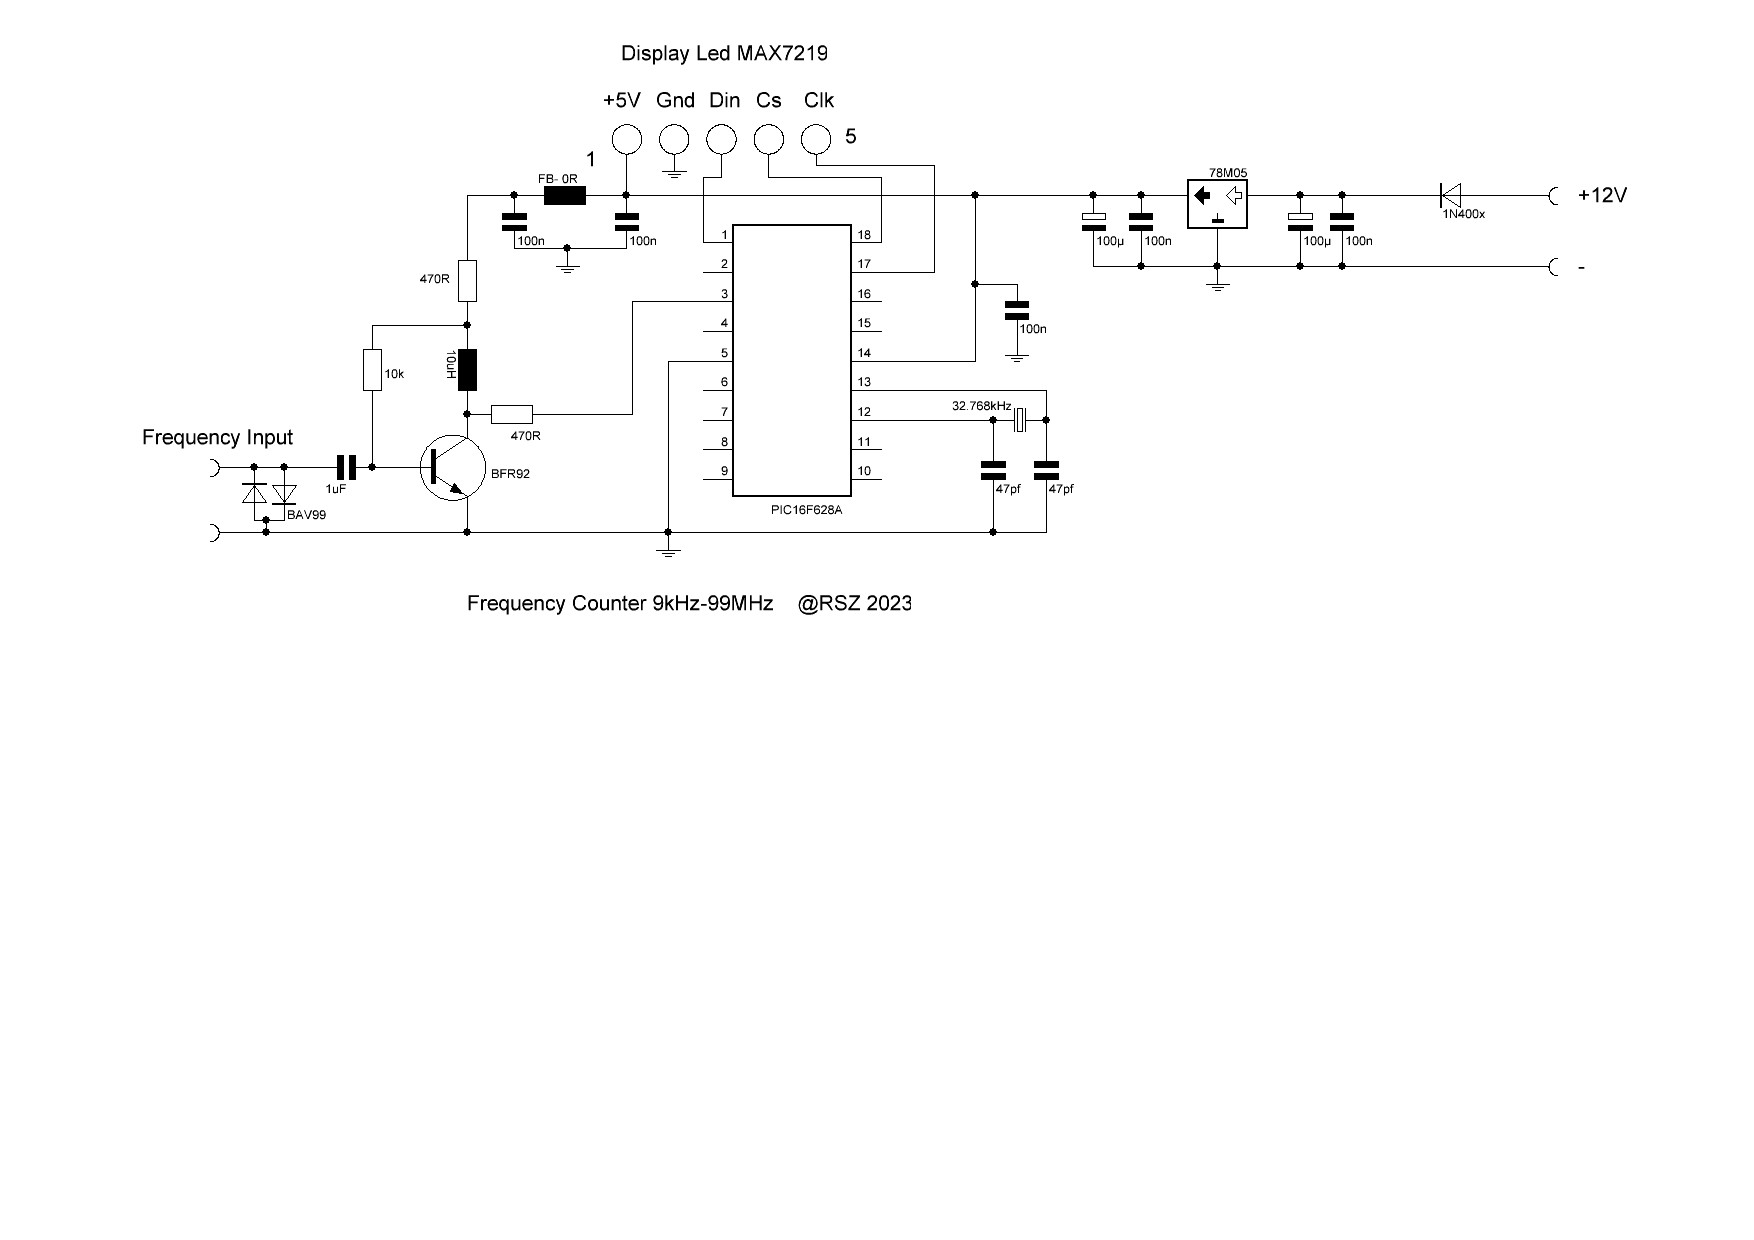 Display Led MAX7219
+5V Gnd Din Cs Clk
1
5
FB- 0R
100n
100n
470R
10k
10uH
470R
Frequency Input
1uF
BAV99
BFR92
1
2
3
4
5
6
7
8
9
18
17
16
15
14
13
12
11
10
PIC16F628A
100n
32.768kHz
47pf
47pf
78M05
100µ
100n
100µ
100n
1N400x
+12V
-
Frequency Counter 9kHz-99MHz @RSZ 2023